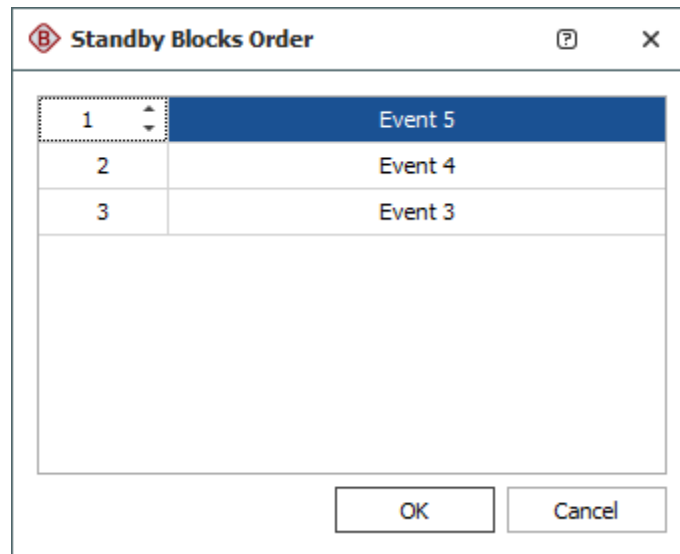 B Standby Blocks Order
1 Event 5
2 Event 4
3 Event 3
OK Cancel